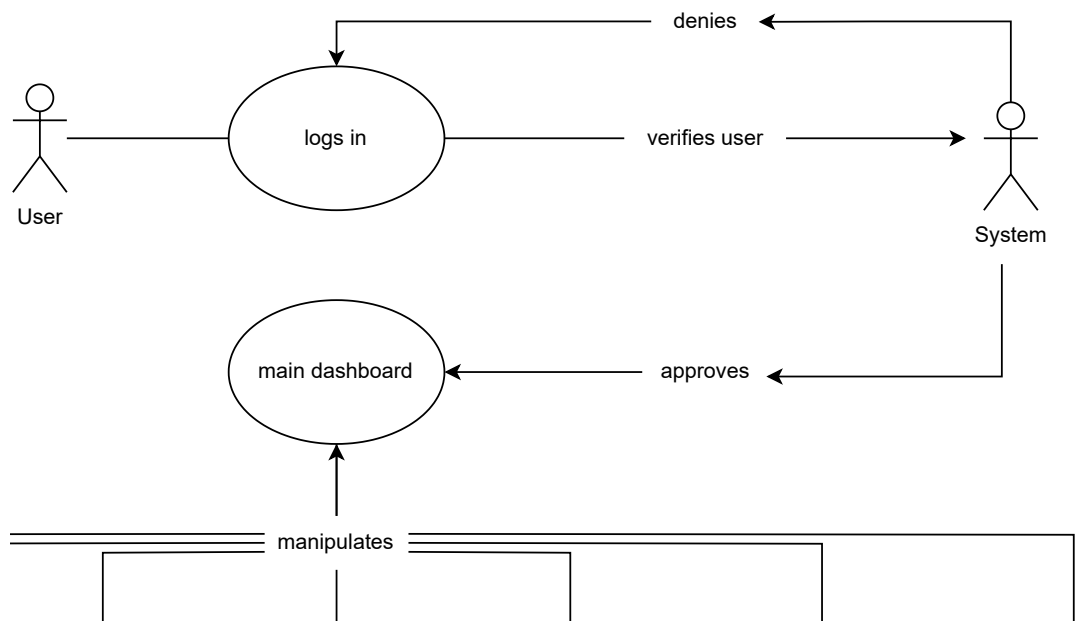 denies
logs in
verifies user
User
System
main dashboard
approves
manipulates